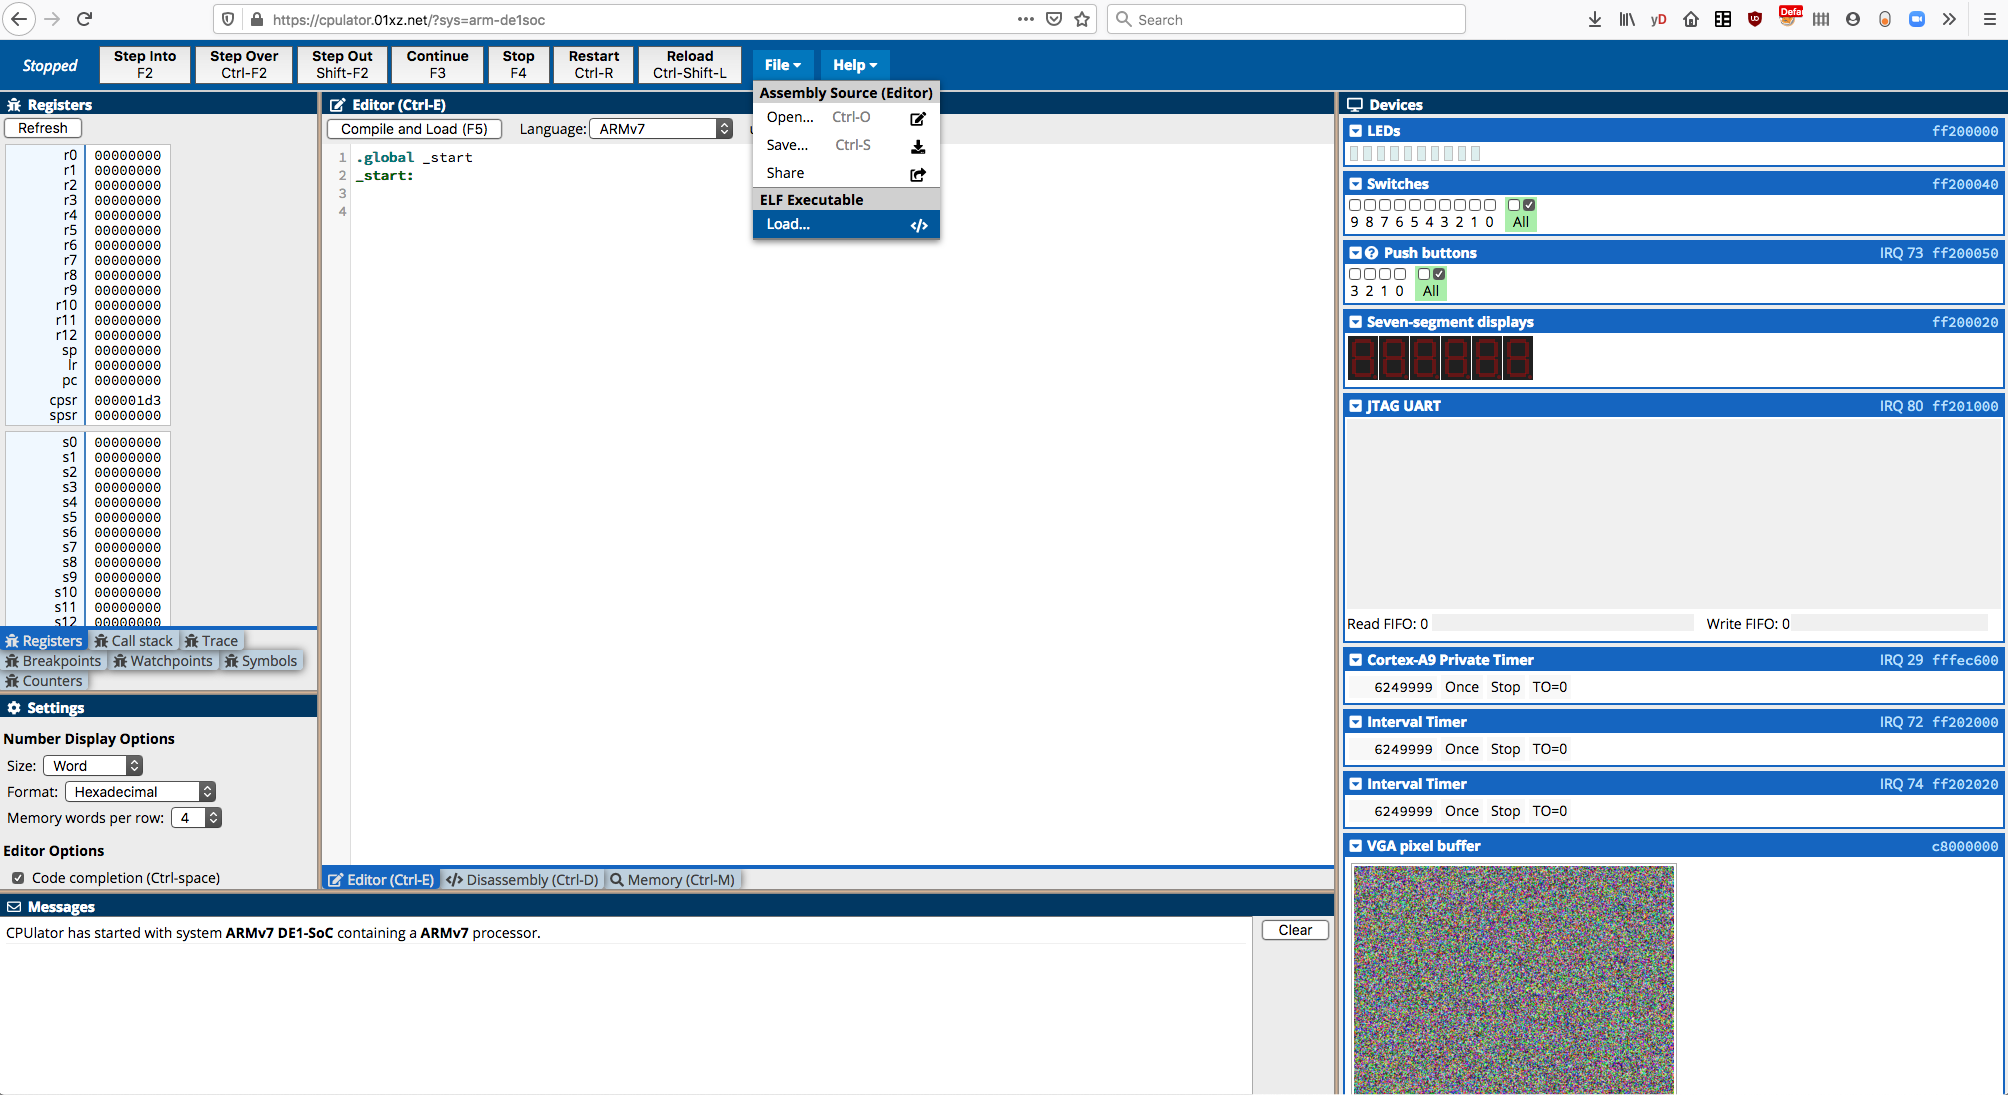 https://cpulator.01xz.net/?sys=arm-de1soc
Search
yD
Defau
Stopped
Step Into
F2
Step Over
Ctrl-F2
Step Out
Shift-F2
Continue
F3
Stop
F4
Restart
Ctrl-R
Reload
Ctrl-Shift-L
File
Help
Assembly Source (Editor)
Open... Ctrl-O
Save... Ctrl-S
Share
ELF Executable
Load...
Registers
Refresh
r0 00000000
r1 00000000
r2 00000000
r3 00000000
r4 00000000
r5 00000000
r6 00000000
r7 00000000
r8 00000000
r9 00000000
r10 00000000
r11 00000000
r12 00000000
sp 00000000
lr 00000000
pc 00000000
cpsr 000001d3
spsr 00000000
s0 00000000
s1 00000000
s2 00000000
s3 00000000
s4 00000000
s5 00000000
s6 00000000
s7 00000000
s8 00000000
s9 00000000
s10 00000000
s11 00000000
s12 00000000
Registers Call stack Trace
Breakpoints Watchpoints Symbols
Counters
Settings
Number Display Options
Size: Word
Format: Hexadecimal
Memory words per row: 4
Editor Options
Code completion (Ctrl-space)
Editor (Ctrl-E)
Compile and Load (F5) Language: ARMv7
1 .global _start
2 _start:
3
4
Editor (Ctrl-E) Disassembly (Ctrl-D) Memory (Ctrl-M)
Messages
CPUlator has started with system ARMv7 DE1-SoC containing a ARMv7 processor.
Clear
Devices
LEDs ff200000
Switches ff200040
9 8 7 6 5 4 3 2 1 0 All
Push buttons IRQ 73 ff200050
3 2 1 0 All
Seven-segment displays ff200020
JTAG UART IRQ 80 ff201000
Read FIFO: 0 Write FIFO: 0
Cortex-A9 Private Timer IRQ 29 fffec600
6249999 Once Stop TO=0
Interval Timer IRQ 72 ff202000
6249999 Once Stop TO=0
Interval Timer IRQ 74 ff202020
6249999 Once Stop TO=0
VGA pixel buffer c8000000